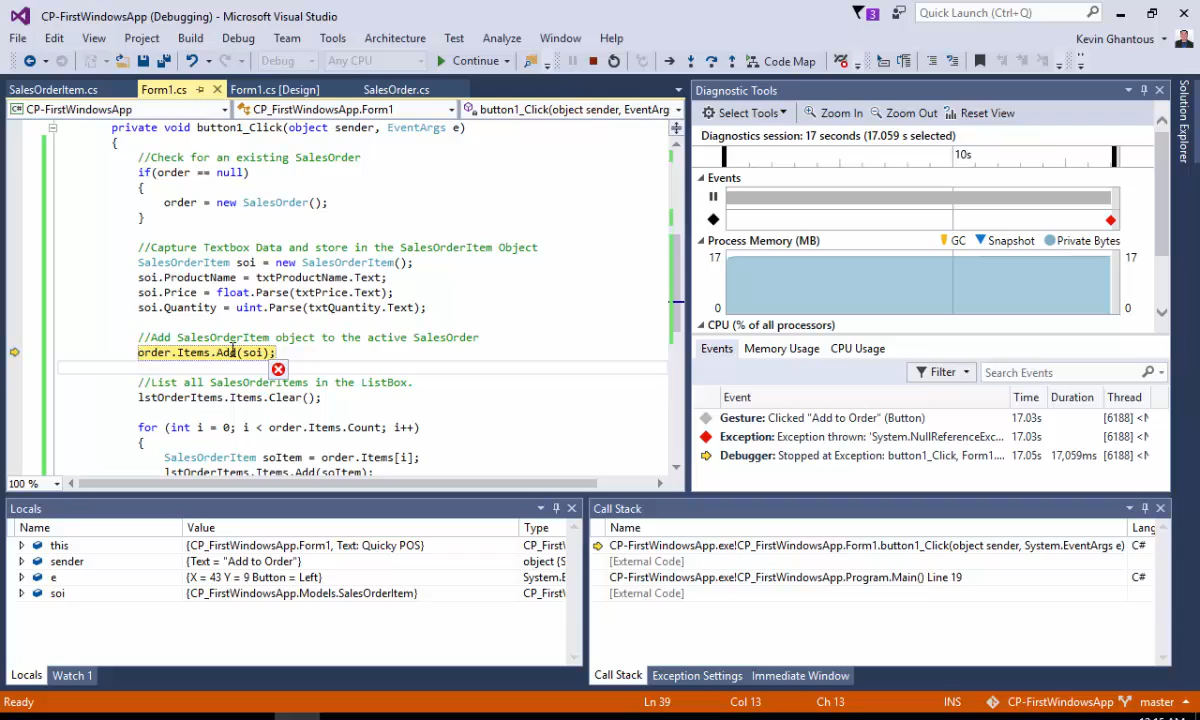 CP-FirstWindowsApp (Debugging) - Microsoft Visual Studio
3
Quick Launch (Ctrl+Q)
File Edit View Project Build Debug Team Tools Architecture Test Analyze Window Help
Kevin Ghantous
Debug Any CPU Continue Code Map
SalesOrderItem.cs Form1.cs Form1.cs [Design] SalesOrder.cs
C# CP-FirstWindowsApp CP_FirstWindowsApp.Form1 button1_Click(object sender, EventArg
private void button1_Click(object sender, EventArgs e)
{
//Check for an existing SalesOrder
if(order == null)
{
order = new SalesOrder();
}
//Capture Textbox Data and store in the SalesOrderItem Object
SalesOrderItem soi = new SalesOrderItem();
soi.ProductName = txtProductName.Text;
soi.Price = float.Parse(txtPrice.Text);
soi.Quantity = uint.Parse(txtQuantity.Text);
//Add SalesOrderItem object to the active SalesOrder
order.Items.Add(soi);
//List all SalesOrderItems in the ListBox.
lstOrderItems.Items.Clear();
for (int i = 0; i < order.Items.Count; i++)
{
SalesOrderItem soItem = order.Items[i];
lstOrderItems.Items.Add(soItem);
100 %
Diagnostic Tools
Select Tools Zoom In Zoom Out Reset View
Diagnostics session: 17 seconds (17.059 s selected)
10s
Events
Process Memory (MB) GC Snapshot Private Bytes
17 17
0 0
CPU (% of all processors)
Events Memory Usage CPU Usage
Filter Search Events
Event Time Duration Thread
Gesture: Clicked "Add to Order" (Button) 17.03s [6188] <N
Exception: Exception thrown: 'System.NullReferenceExc... 17.03s [6188] <N
Debugger: Stopped at Exception: button1_Click, Form1.... 17.05s 17,059ms [6188] <N
Solution Explorer
Locals
Name Value Type
this {CP_FirstWindowsApp.Form1, Text: Quicky POS} CP_First
sender {Text = "Add to Order"} object {S
e {X = 43 Y = 9 Button = Left} System.E
soi {CP_FirstWindowsApp.Models.SalesOrderItem} CP_First
Locals Watch 1
Call Stack
Name Lang
CP-FirstWindowsApp.exe!CP_FirstWindowsApp.Form1.button1_Click(object sender, System.EventArgs e) C#
[External Code]
CP-FirstWindowsApp.exe!CP_FirstWindowsApp.Program.Main() Line 19 C#
[External Code]
Call Stack Exception Settings Immediate Window
Ready Ln 39 Col 13 Ch 13 INS CP-FirstWindowsApp master